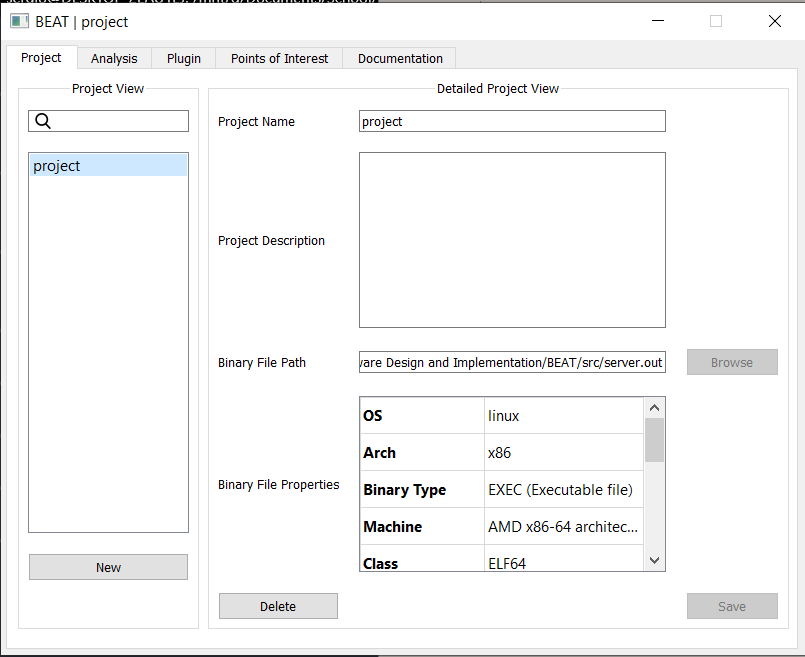 BEAT | project
Project
Analysis
Plugin
Points of Interest
Documentation
Project View
project
New
Detailed Project View
Project Name
project
Project Description
Binary File Path
ware Design and Implementation/BEAT/src/server.out
Browse
Binary File Properties
OS linux
Arch x86
Binary Type EXEC (Executable file)
Machine AMD x86-64 architec...
Class ELF64
Delete
Save